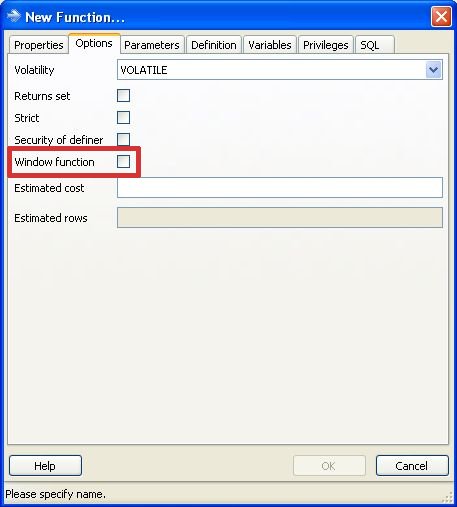 New Function...
Properties Options Parameters Definition Variables Privileges SQL
Volatility VOLATILE
Returns set
Strict
Security of definer
Window function
Estimated cost
Estimated rows
Help OK Cancel
Please specify name.